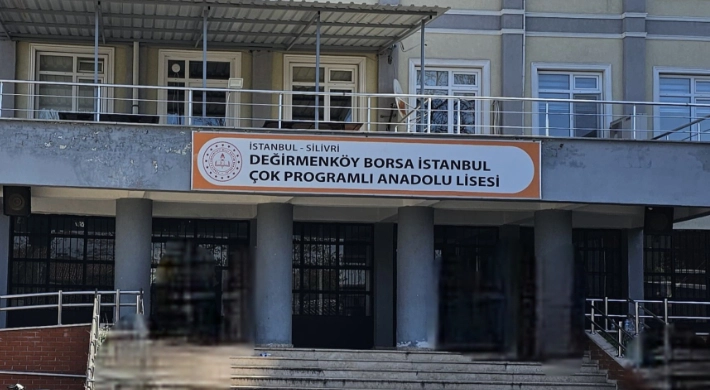 İSTANBUL - SİLİVRİ
DEĞİRMENKÖY BORSA İSTANBUL
ÇOK PROGRAMLI ANADOLU LİSESİ